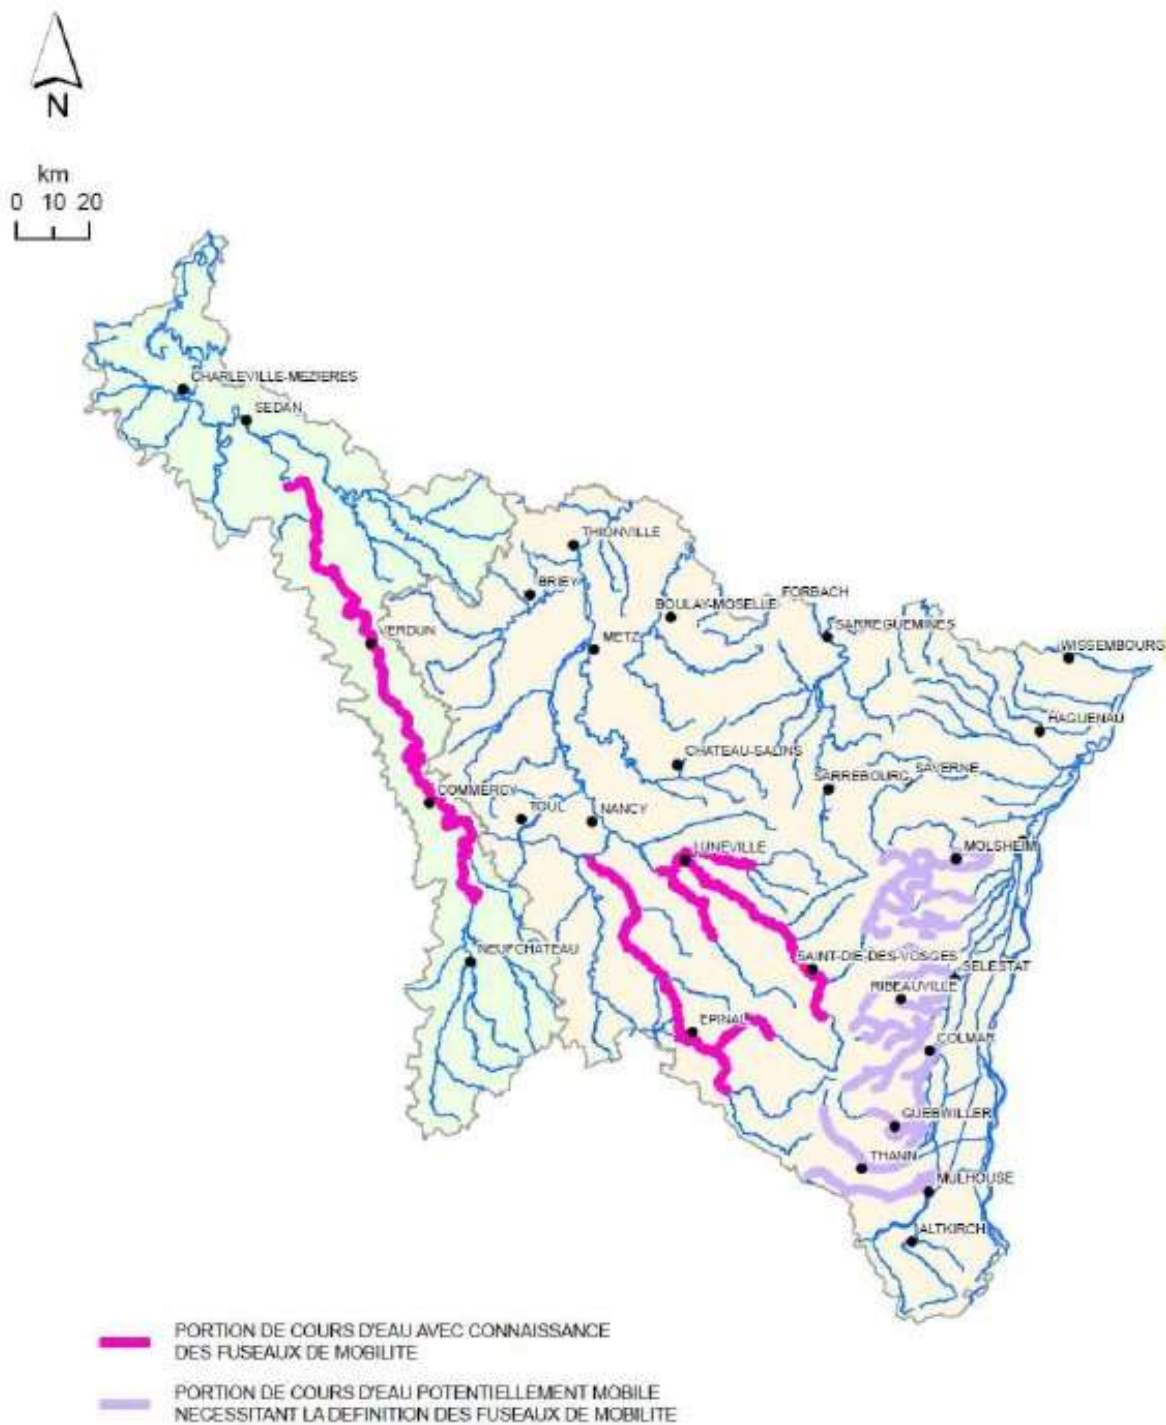 N
km
0 10 20
CHARLEVILLE-MEZIERES
SEDAN
THIONVILLE
BRIEY
BOULAY-MOSELLE
FORBACH
SARREGUEMINES
VERDUN
METZ
WISSEMBOURG
HAGUENAU
CHATEAU-SALINS
SAVERNE
SARREBOURG
COMMERCY
TOUL
NANCY
LUNEVILLE
MOLSHEIM
NEUFCHATEAU
SAINT-DIE-DES-VOSGES
SELESTAT
RIBEAUVILLE
EPINAL
COLMAR
GUEBWILLER
THANN
MULHOUSE
ALTKIRCH
PORTION DE COURS D'EAU AVEC CONNAISSANCE
DES FUSEAUX DE MOBILITE
PORTION DE COURS D'EAU POTENTIELLEMENT MOBILE
NECESSITANT LA DEFINITION DES FUSEAUX DE MOBILITE